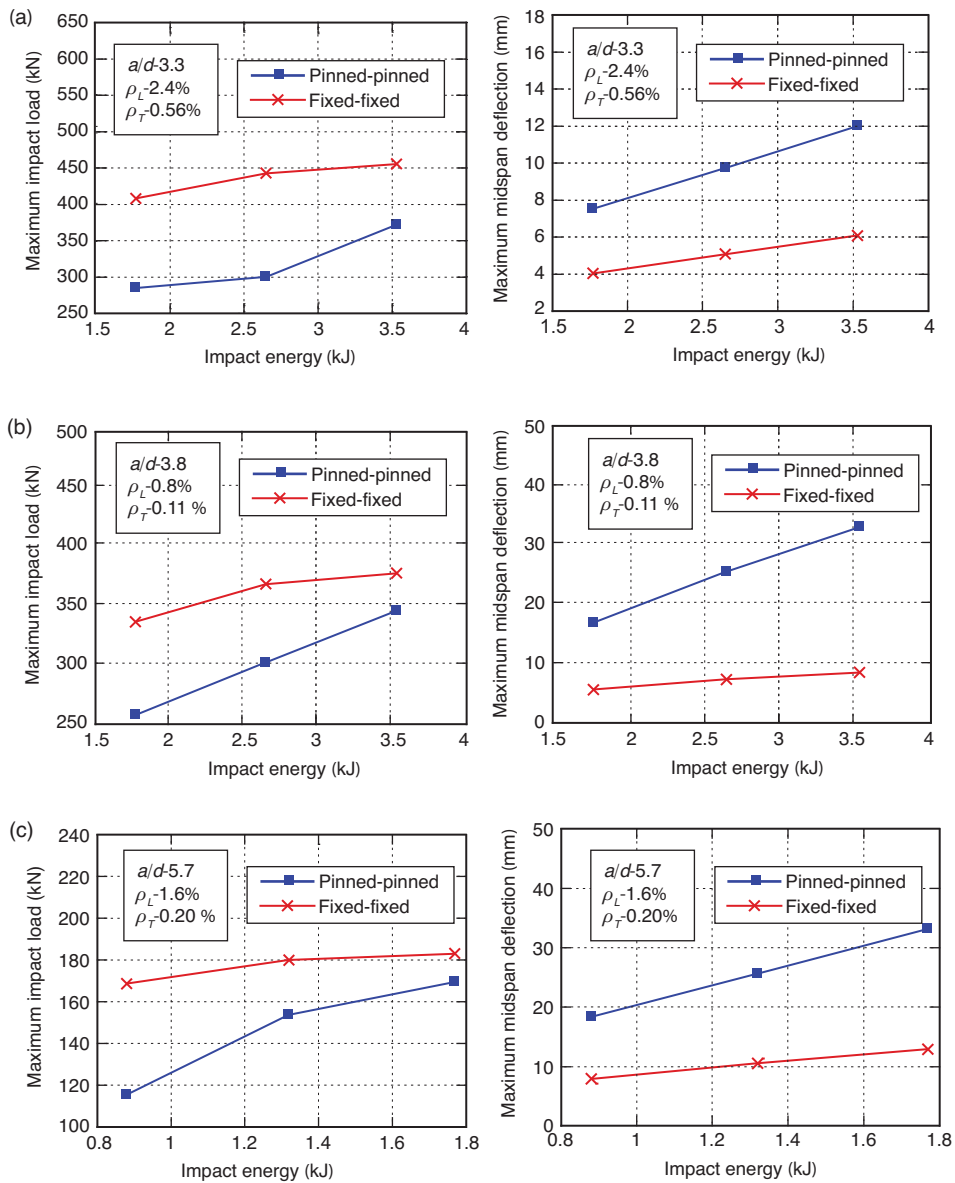 (a)
650
600
550
500
450
400
350
300
250
1.5 2 2.5 3 3.5 4
Maximum impact load (kN)
Impact energy (kJ)
a/d-3.3
ρL-2.4%
ρT-0.56%
Pinned-pinned
Fixed-fixed
18
16
14
12
10
8
6
4
2
1.5 2 2.5 3 3.5 4
Maximum midspan deflection (mm)
Impact energy (kJ)
a/d-3.3
ρL-2.4%
ρT-0.56%
Pinned-pinned
Fixed-fixed
(b)
500
450
400
350
300
250
1.5 2 2.5 3 3.5 4
Maximum impact load (kN)
Impact energy (kJ)
a/d-3.8
ρL-0.8%
ρT-0.11 %
Pinned-pinned
Fixed-fixed
50
40
30
20
10
0
1.5 2 2.5 3 3.5 4
Maximum midspan deflection (mm)
Impact energy (kJ)
a/d-3.8
ρL-0.8%
ρT-0.11 %
Pinned-pinned
Fixed-fixed
(c)
240
220
200
180
160
140
120
100
0.8 1 1.2 1.4 1.6 1.8
Maximum impact load (kN)
Impact energy (kJ)
a/d-5.7
ρL-1.6%
ρT-0.20 %
Pinned-pinned
Fixed-fixed
50
40
30
20
10
0
0.8 1 1.2 1.4 1.6 1.8
Maximum midspan deflection (mm)
Impact energy (kJ)
a/d-5.7
ρL-1.6%
ρT-0.20%
Pinned-pinned
Fixed-fixed